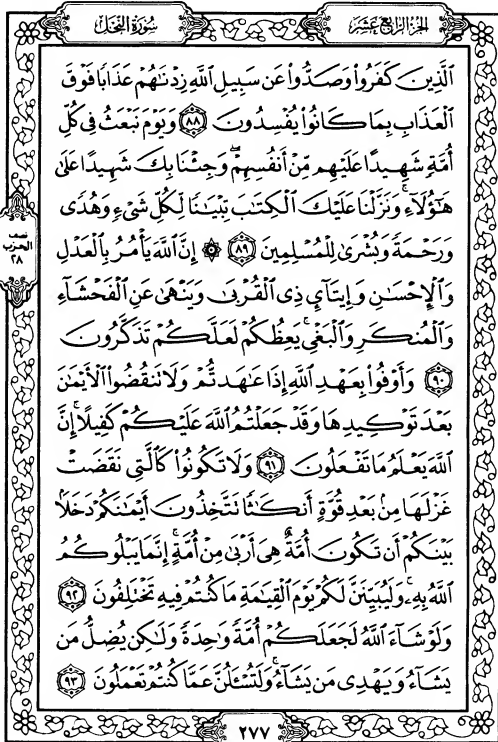 الجزء الرابع عشر
سورة النحل
ٱلَّذِينَ كَفَرُوا۟ وَصَدُّوا۟ عَن سَبِيلِ ٱللَّهِ زِدْنَٰهُمْ عَذَابًا فَوْقَ
ٱلْعَذَابِ بِمَا كَانُوا۟ يُفْسِدُونَ ٨٨ وَيَوْمَ نَبْعَثُ فِى كُلِّ
أُمَّةٍ شَهِيدًا عَلَيْهِم مِّنْ أَنفُسِهِمْ ۖ وَجِئْنَا بِكَ شَهِيدًا عَلَىٰ
هَٰٓؤُلَآءِ ۚ وَنَزَّلْنَا عَلَيْكَ ٱلْكِتَٰبَ تِبْيَٰنًا لِّكُلِّ شَىْءٍ وَهُدًى
وَرَحْمَةً وَبُشْرَىٰ لِلْمُسْلِمِينَ ٨٩ ۞ إِنَّ ٱللَّهَ يَأْمُرُ بِٱلْعَدْلِ
وَٱلْإِحْسَٰنِ وَإِيتَآئِ ذِى ٱلْقُرْبَىٰ وَيَنْهَىٰ عَنِ ٱلْفَحْشَآءِ
وَٱلْمُنكَرِ وَٱلْبَغْىِ ۚ يَعِظُكُمْ لَعَلَّكُمْ تَذَكَّرُونَ
٩٠ وَأَوْفُوا۟ بِعَهْدِ ٱللَّهِ إِذَا عَٰهَدتُّمْ وَلَا تَنقُضُوا۟ ٱلْأَيْمَٰنَ
بَعْدَ تَوْكِيدِهَا وَقَدْ جَعَلْتُمُ ٱللَّهَ عَلَيْكُمْ كَفِيلًا ۚ إِنَّ
ٱللَّهَ يَعْلَمُ مَا تَفْعَلُونَ ٩١ وَلَا تَكُونُوا۟ كَٱلَّتِى نَقَضَتْ
غَزْلَهَا مِنۢ بَعْدِ قُوَّةٍ أَنكَٰثًا تَتَّخِذُونَ أَيْمَٰنَكُمْ دَخَلًۢا
بَيْنَكُمْ أَن تَكُونَ أُمَّةٌ هِىَ أَرْبَىٰ مِنْ أُمَّةٍ ۚ إِنَّمَا يَبْلُوكُمُ
ٱللَّهُ بِهِۦ ۚ وَلَيُبَيِّنَنَّ لَكُمْ يَوْمَ ٱلْقِيَٰمَةِ مَا كُنتُمْ فِيهِ تَخْتَلِفُونَ ٩٢
وَلَوْ شَآءَ ٱللَّهُ لَجَعَلَكُمْ أُمَّةً وَٰحِدَةً وَلَٰكِن يُضِلُّ مَن
يَشَآءُ وَيَهْدِى مَن يَشَآءُ ۚ وَلَتُسْـَٔلُنَّ عَمَّا كُنتُمْ تَعْمَلُونَ ٩٣
نصف
الحزب
٢٨
٢٧٧